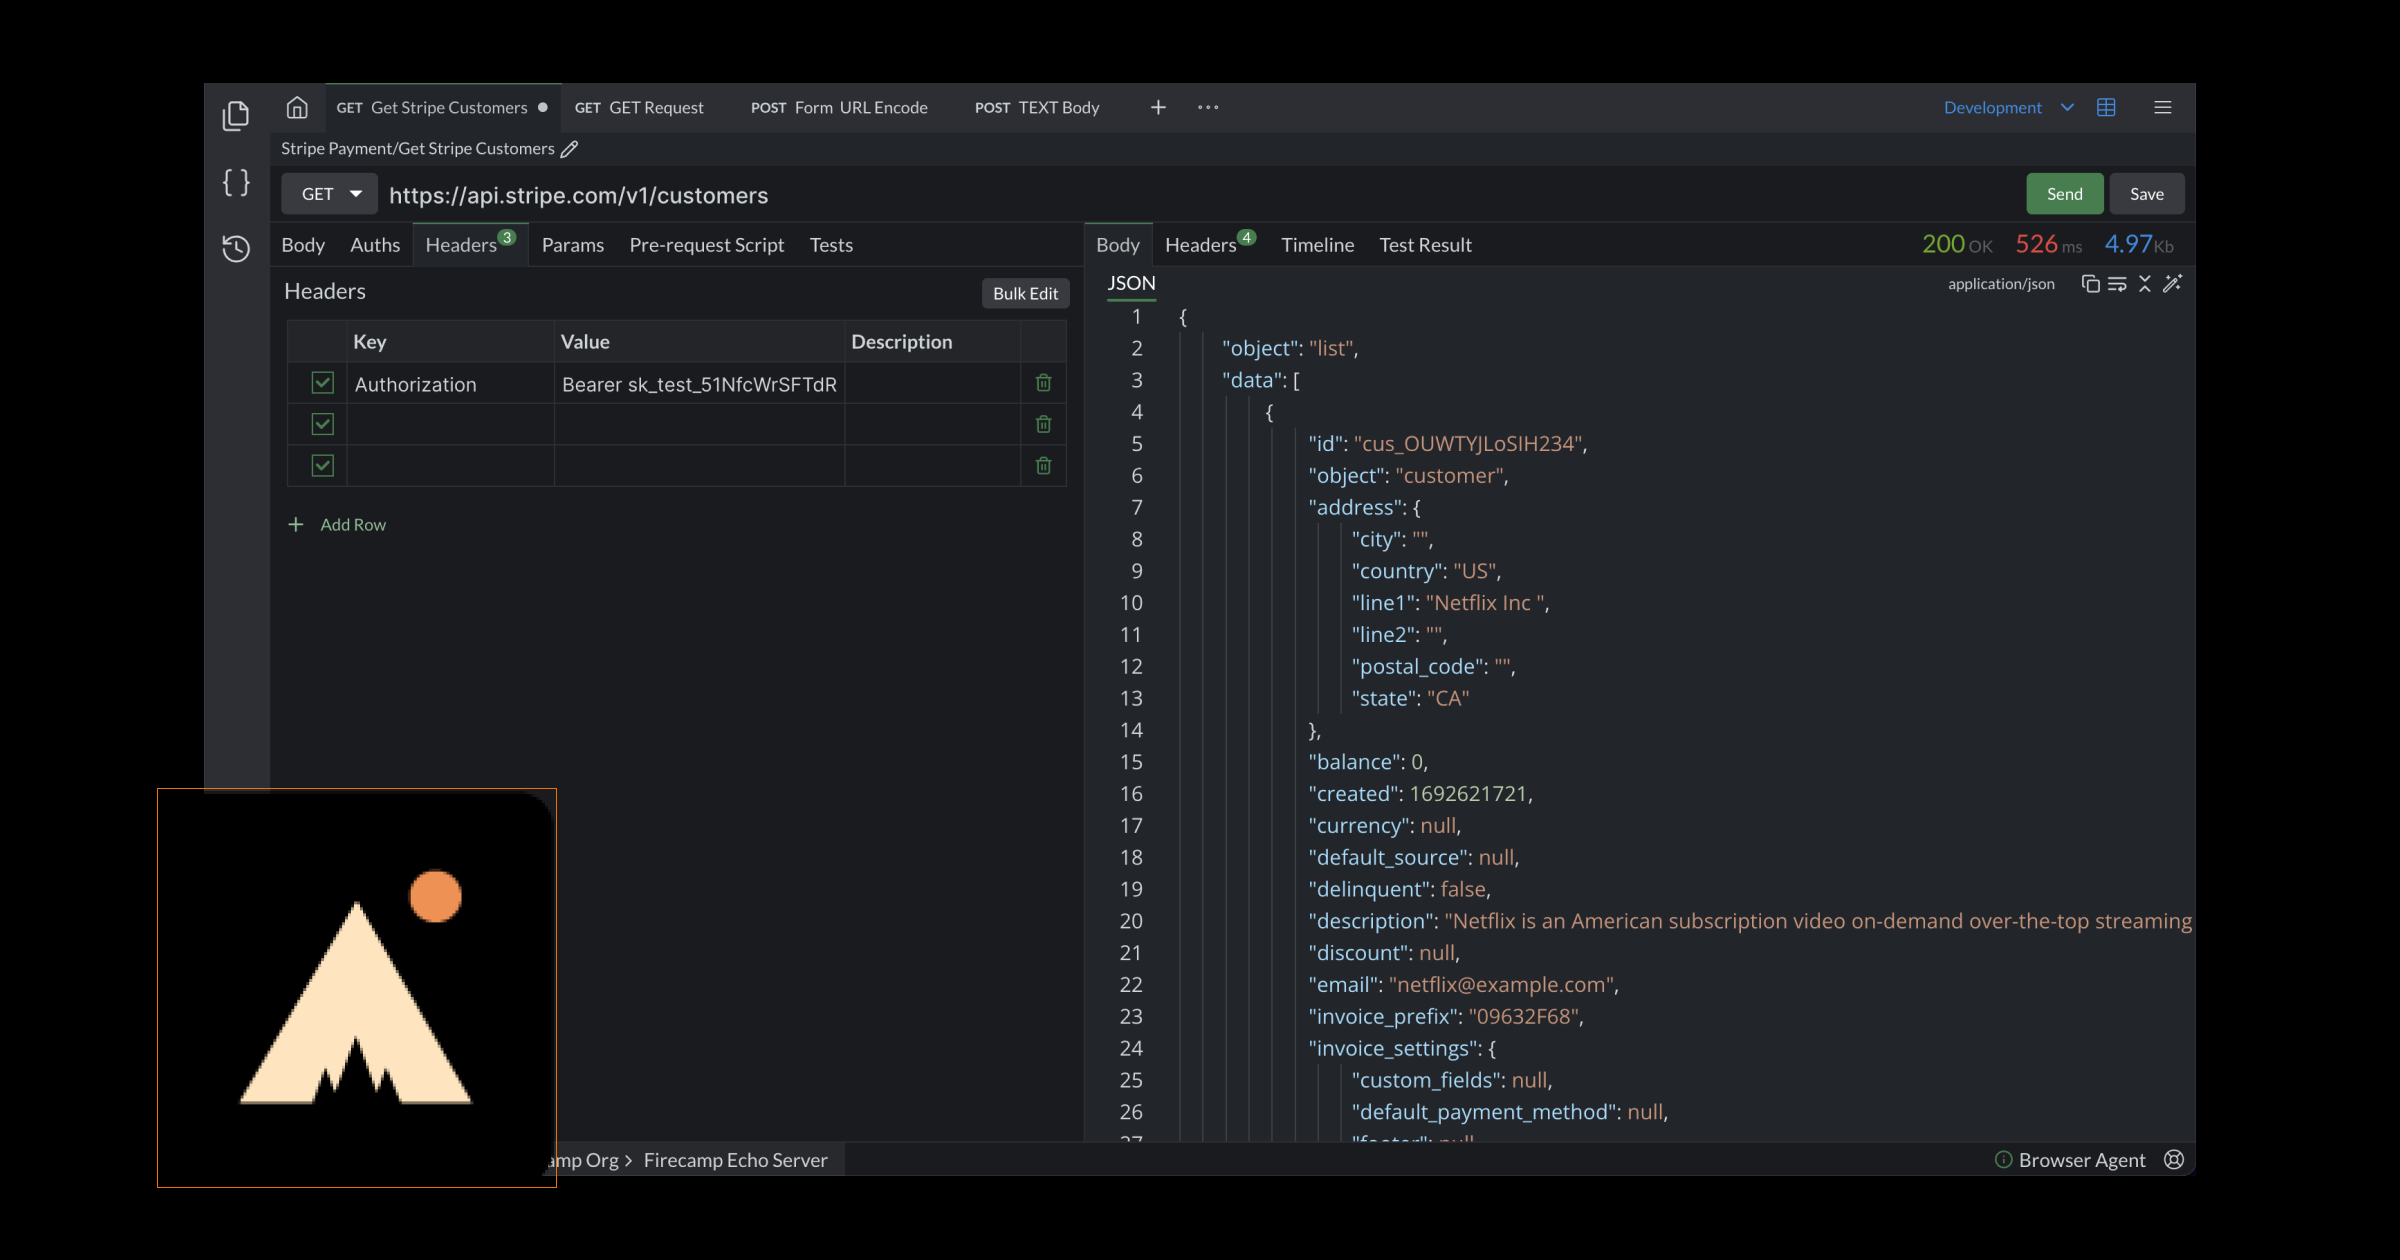 GET Get Stripe Customers GET GET Request POST Form URL Encode POST TEXT Body Development
Stripe Payment/Get Stripe Customers
GET https://api.stripe.com/v1/customers Send Save
Body Auths Headers 3 Params Pre-request Script Tests
Headers Bulk Edit
Key Value Description
Authorization Bearer sk_test_51NfcWrSFTdR
+ Add Row
Body Headers 4 Timeline Test Result 200 OK 526 ms 4.97 Kb
JSON application/json
1 {
2 "object": "list",
3 "data": [
4 {
5 "id": "cus_OUWTYJLoSIH234",
6 "object": "customer",
7 "address": {
8 "city": "",
9 "country": "US",
10 "line1": "Netflix Inc ",
11 "line2": "",
12 "postal_code": "",
13 "state": "CA"
14 },
15 "balance": 0,
16 "created": 1692621721,
17 "currency": null,
18 "default_source": null,
19 "delinquent": false,
20 "description": "Netflix is an American subscription video on-demand over-the-top streaming
21 "discount": null,
22 "email": "netflix@example.com",
23 "invoice_prefix": "09632F68",
24 "invoice_settings": {
25 "custom_fields": null,
26 "default_payment_method": null,
amp Org > Firecamp Echo Server
Browser Agent